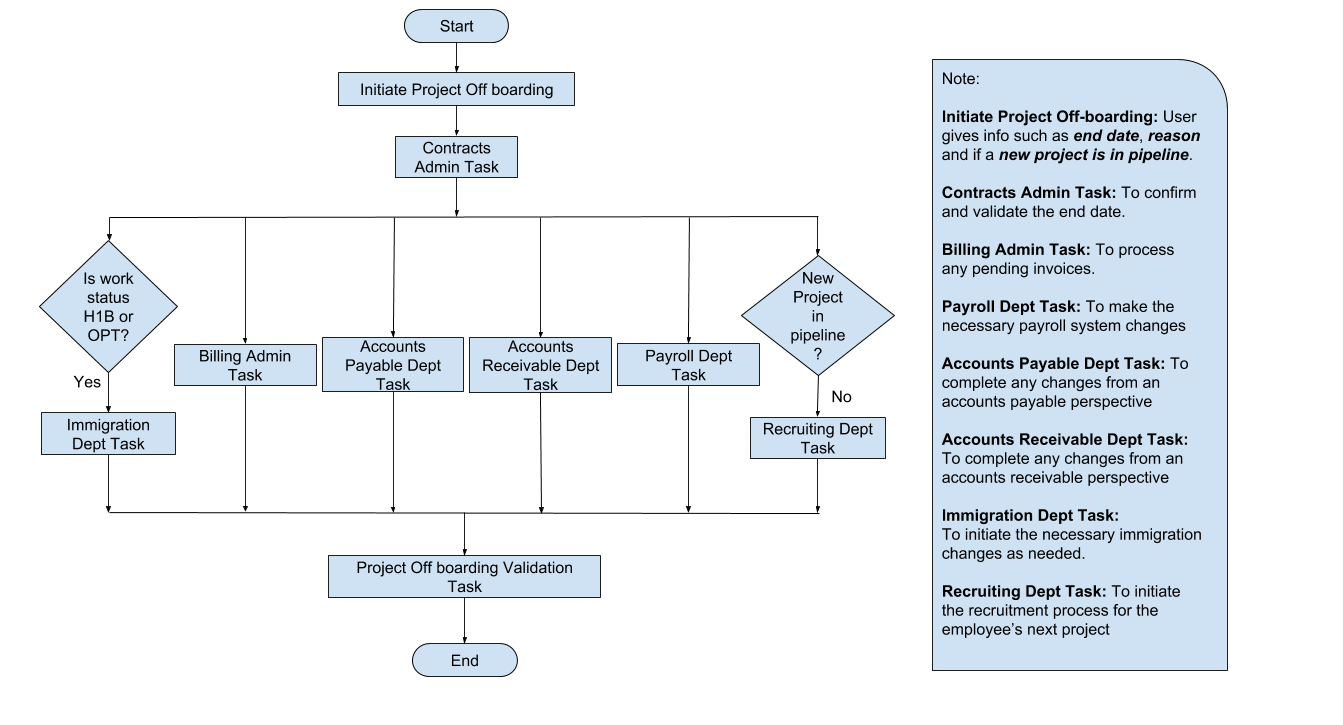 Start
Initiate Project Off boarding
Contracts
Admin Task
Is work
status
H1B or
OPT?
Yes
Immigration
Dept Task
Billing Admin
Task
Accounts
Payable Dept
Task
Accounts
Receivable Dept
Task
Payroll Dept
Task
New
Project
in
pipeline
?
No
Recruiting Dept
Task
Project Off boarding Validation
Task
End
Note:
Initiate Project Off-boarding: User
gives info such as end date, reason
and if a new project is in pipeline.
Contracts Admin Task: To confirm
and validate the end date.
Billing Admin Task: To process
any pending invoices.
Payroll Dept Task: To make the
necessary payroll system changes
Accounts Payable Dept Task: To
complete any changes from an
accounts payable perspective
Accounts Receivable Dept Task:
To complete any changes from an
accounts receivable perspective
Immigration Dept Task:
To initiate the necessary immigration
changes as needed.
Recruiting Dept Task: To initiate
the recruitment process for the
employee's next project